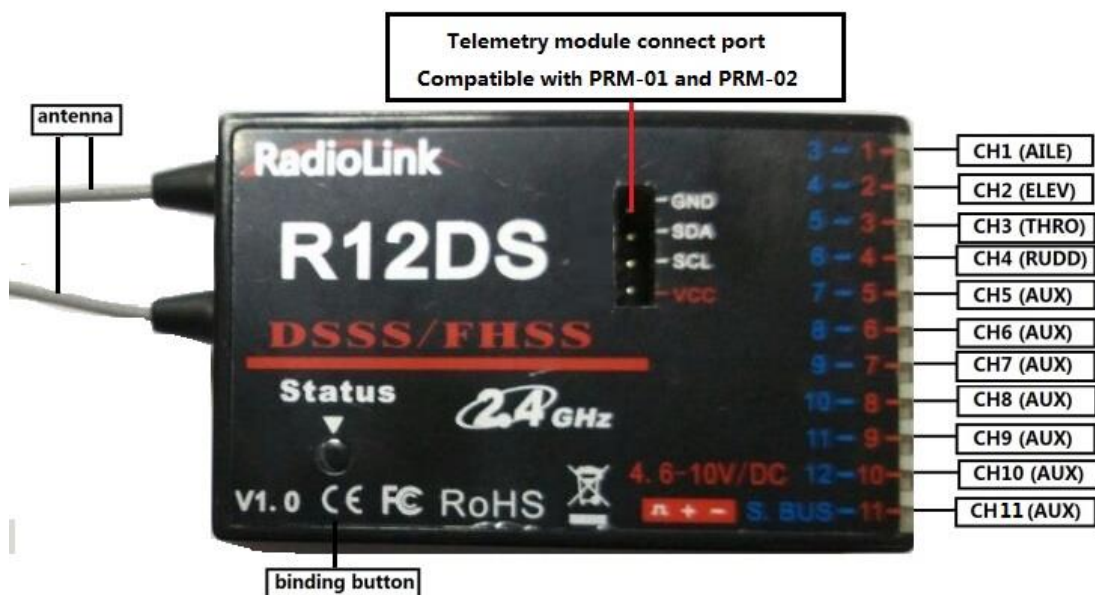 Telemetry module connect port
Compatible with PRM-01 and PRM-02
antenna
RadioLink
R12DS
DSSS/FHSS
Status
2.4GHz
V1.0 CE FC RoHS
4.6-10V/DC
+ -
GND
SDA
SCL
VCC
3-1 CH1 (AILE)
4-2 CH2 (ELEV)
5-3 CH3 (THRO)
6-4 CH4 (RUDD)
7-5 CH5 (AUX)
8-6 CH6 (AUX)
9-7 CH7 (AUX)
10-8 CH8 (AUX)
11-9 CH9 (AUX)
12-10 CH10 (AUX)
S. BUS-11 CH11 (AUX)
binding button